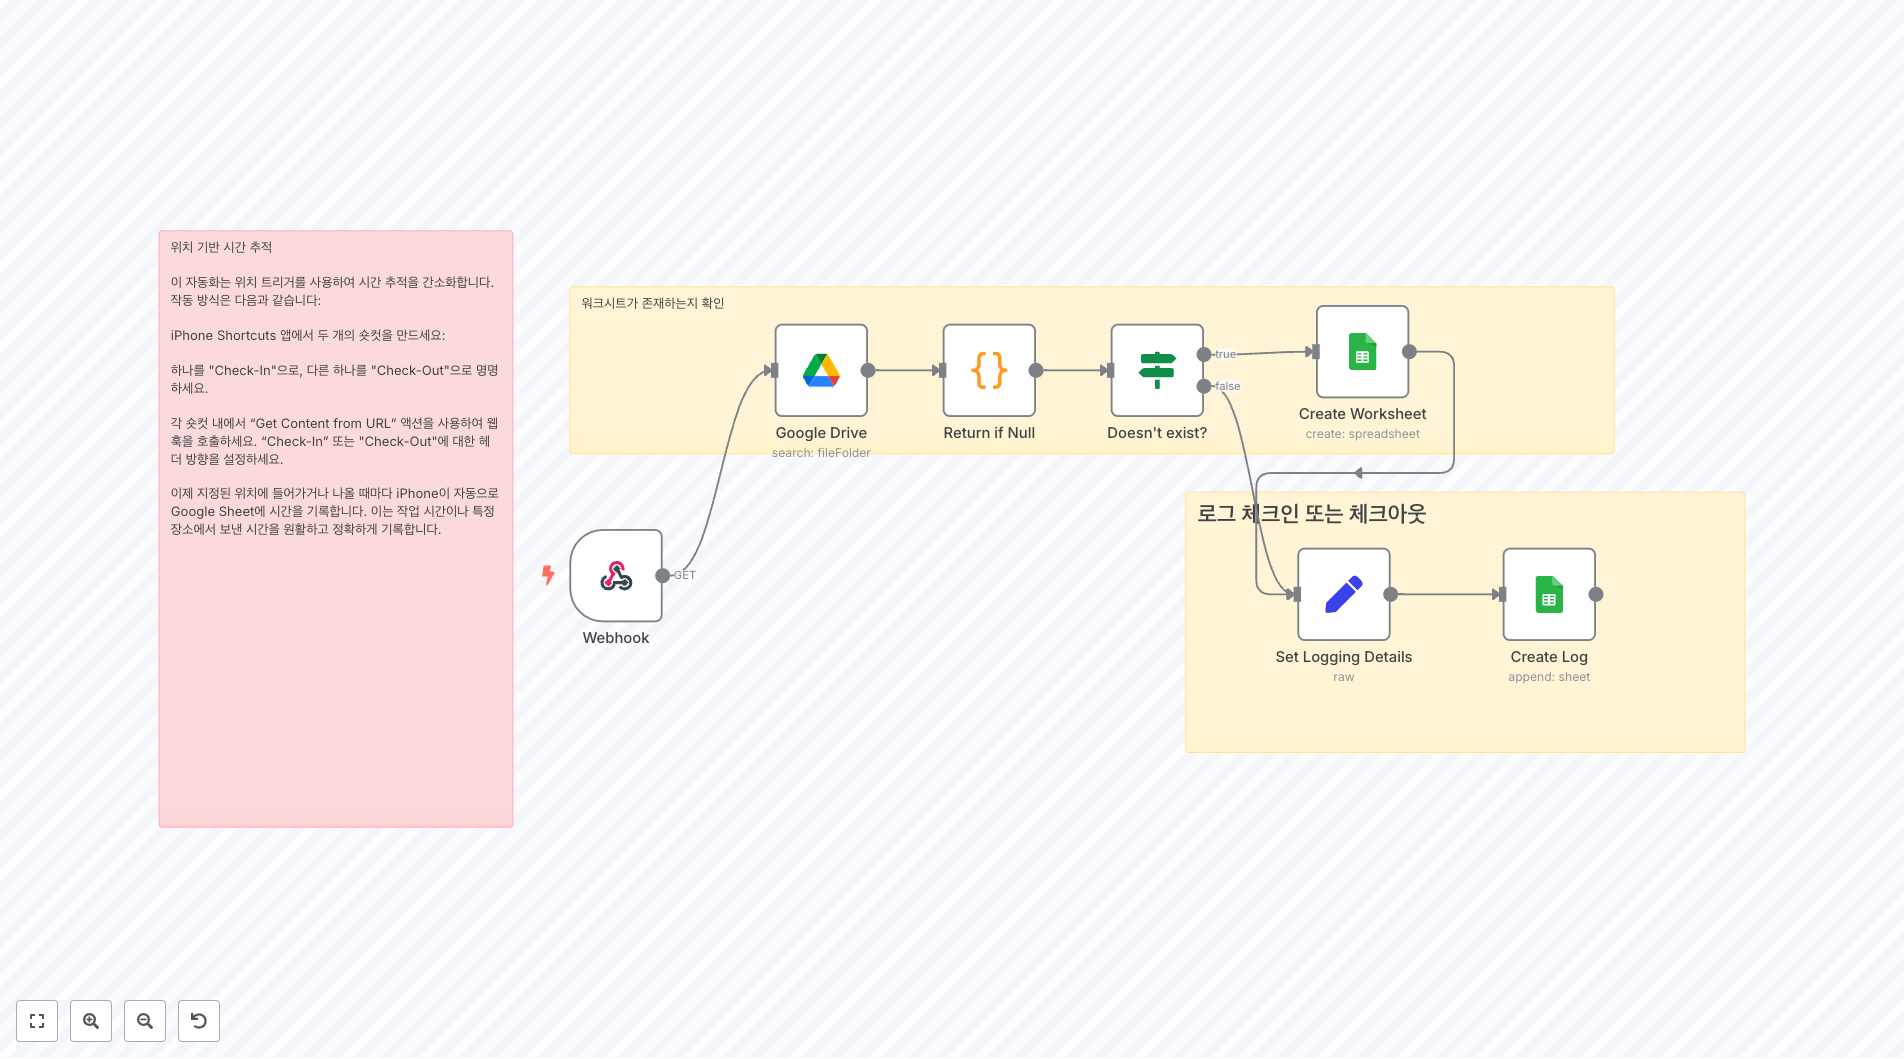 위치 기반 시간 추적
이 자동화는 위치 트리거를 사용하여 시간 추적을 간소화합니다.
작동 방식은 다음과 같습니다:
iPhone Shortcuts 앱에서 두 개의 숏컷을 만드세요:
하나를 "Check-In"으로, 다른 하나를 "Check-Out"으로 명명
하세요.
각 숏컷 내에서 “Get Content from URL” 액션을 사용하여 웹
훅을 호출하세요. “Check-In” 또는 "Check-Out"에 대한 헤
더 방향을 설정하세요.
이제 지정된 위치에 들어가거나 나올 때마다 iPhone이 자동으로
Google Sheet에 시간을 기록합니다. 이는 작업 시간이나 특정
장소에서 보낸 시간을 원활하고 정확하게 기록합니다.
워크시트가 존재하는지 확인
Google Drive
search: fileFolder
Return if Null
Doesn't exist?
true
false
Create Worksheet
create: spreadsheet
GET
Webhook
로그 체크인 또는 체크아웃
Set Logging Details
raw
Create Log
append: sheet